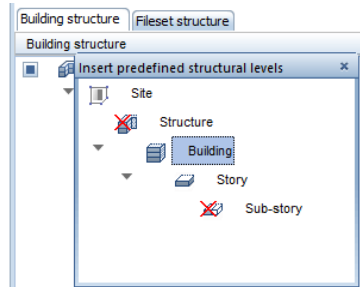 Building structure Fileset structure
Building structure
Insert predefined structural levels
Site
Structure
Building
Story
Sub-story